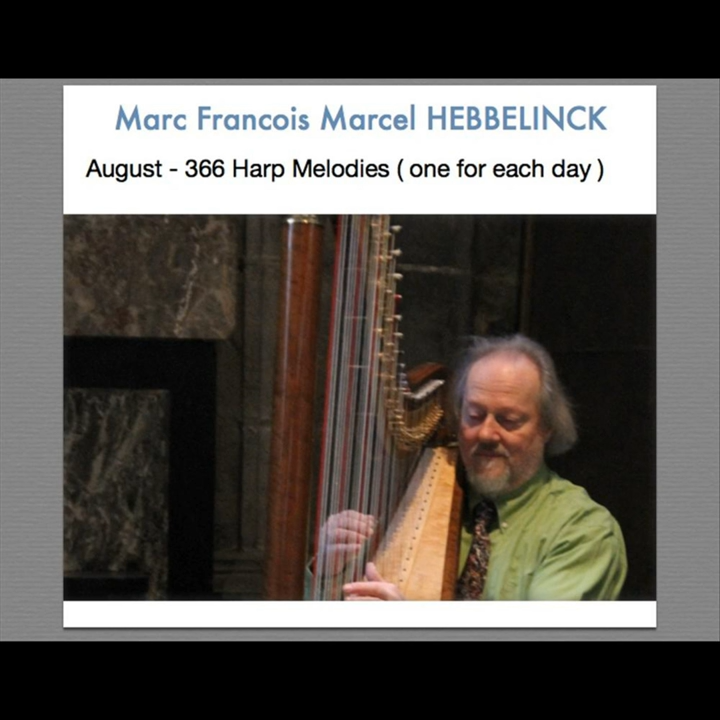 Marc Francois Marcel HEBBELINCK
August - 366 Harp Melodies ( one for each day )